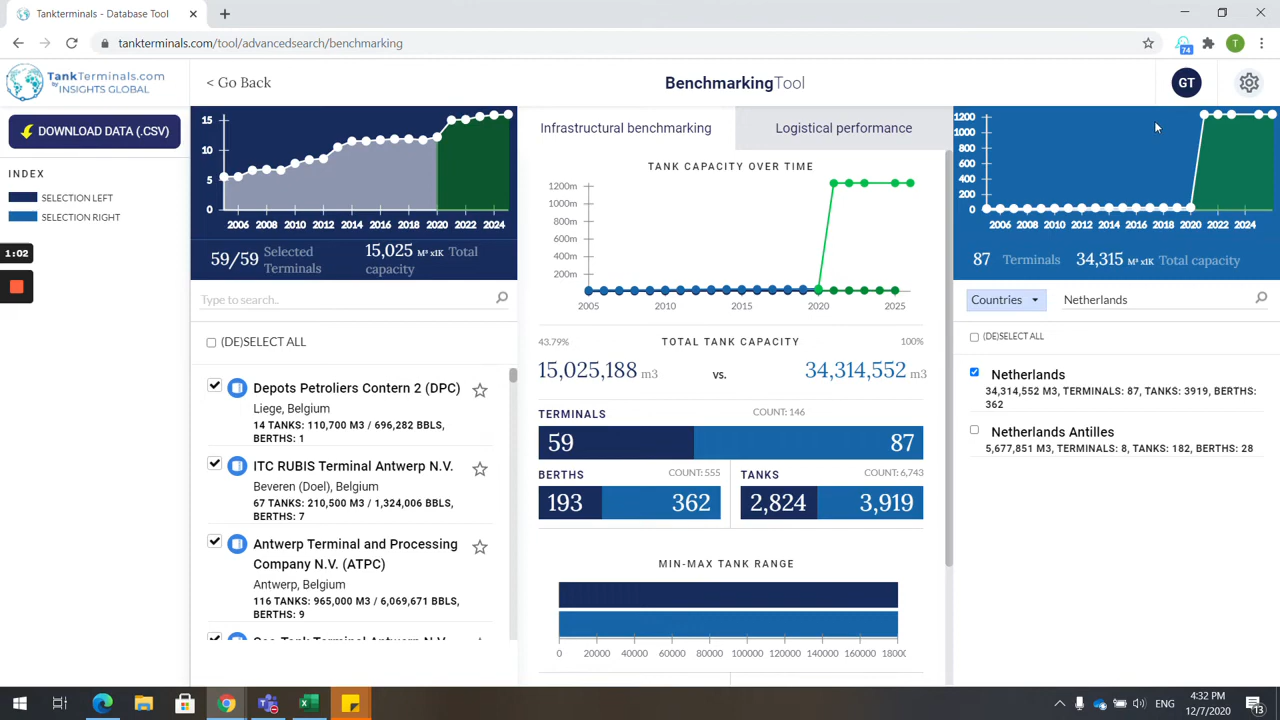 Tankterminals - Database Tool
tankterminals.com/tool/advancedsearch/benchmarking
74
T
TankTerminals.com
by INSIGHTS GLOBAL
< Go Back
BenchmarkingTool
GT
DOWNLOAD DATA (.CSV)
INDEX
SELECTION LEFT
SELECTION RIGHT
1:02
15
10
5
0
2006 2008 2010 2012 2014 2016 2018 2020 2022 2024
59/59 Selected Terminals
15,025 M³ x1K Total capacity
Type to search..
(DE)SELECT ALL
Depots Petroliers Contern 2 (DPC)
Liege, Belgium
14 TANKS: 110,700 M3 / 696,282 BBLS,
BERTHS: 1
ITC RUBIS Terminal Antwerp N.V.
Beveren (Doel), Belgium
67 TANKS: 210,500 M3 / 1,324,006 BBLS,
BERTHS: 7
Antwerp Terminal and Processing
Company N.V. (ATPC)
Antwerp, Belgium
116 TANKS: 965,000 M3 / 6,069,671 BBLS,
BERTHS: 9
Infrastructural benchmarking
Logistical performance
TANK CAPACITY OVER TIME
1200m
1000m
800m
600m
400m
200m
2005 2010 2015 2020 2025
43.79% TOTAL TANK CAPACITY 100%
15,025,188 m3 vs. 34,314,552 m3
TERMINALS COUNT: 146
59 87
BERTHS COUNT: 555
193 362
TANKS COUNT: 6,743
2,824 3,919
MIN-MAX TANK RANGE
0 20000 40000 60000 80000 100000 120000 140000 160000 1800
1200
1000
800
600
400
200
0
2006 2008 2010 2012 2014 2016 2018 2020 2022 2024
87 Terminals 34,315 M³ x1K Total capacity
Countries
Netherlands
(DE)SELECT ALL
Netherlands
34,314,552 M3, TERMINALS: 87, TANKS: 3919, BERTHS:
362
Netherlands Antilles
5,677,851 M3, TERMINALS: 8, TANKS: 182, BERTHS: 28
ENG
4:32 PM
12/7/2020
13